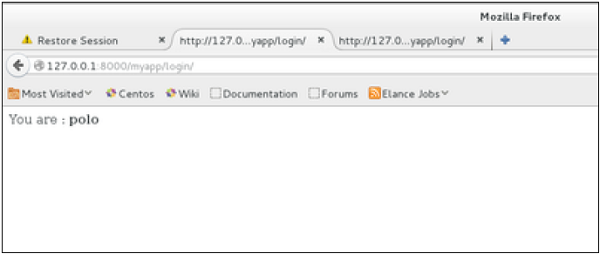 Mozilla Firefox
Restore Session × http://127.0...yapp/login/ × http://127.0...yapp/login/ ×
127.0.0.1:8000/myapp/login/
Most Visited Centos Wiki Documentation Forums Elance Jobs
You are : polo